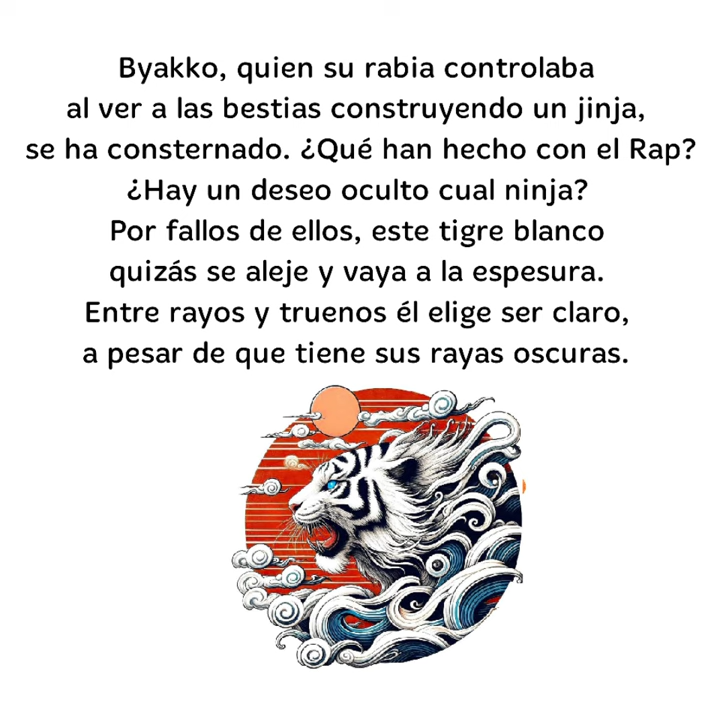 Byakko, quien su rabia controlaba
al ver a las bestias construyendo un jinja,
se ha consternado. ¿Qué han hecho con el Rap?
¿Hay un deseo oculto cual ninja?
Por fallos de ellos, este tigre blanco
quizás se aleje y vaya a la espesura.
Entre rayos y truenos él elige ser claro,
a pesar de que tiene sus rayas oscuras.